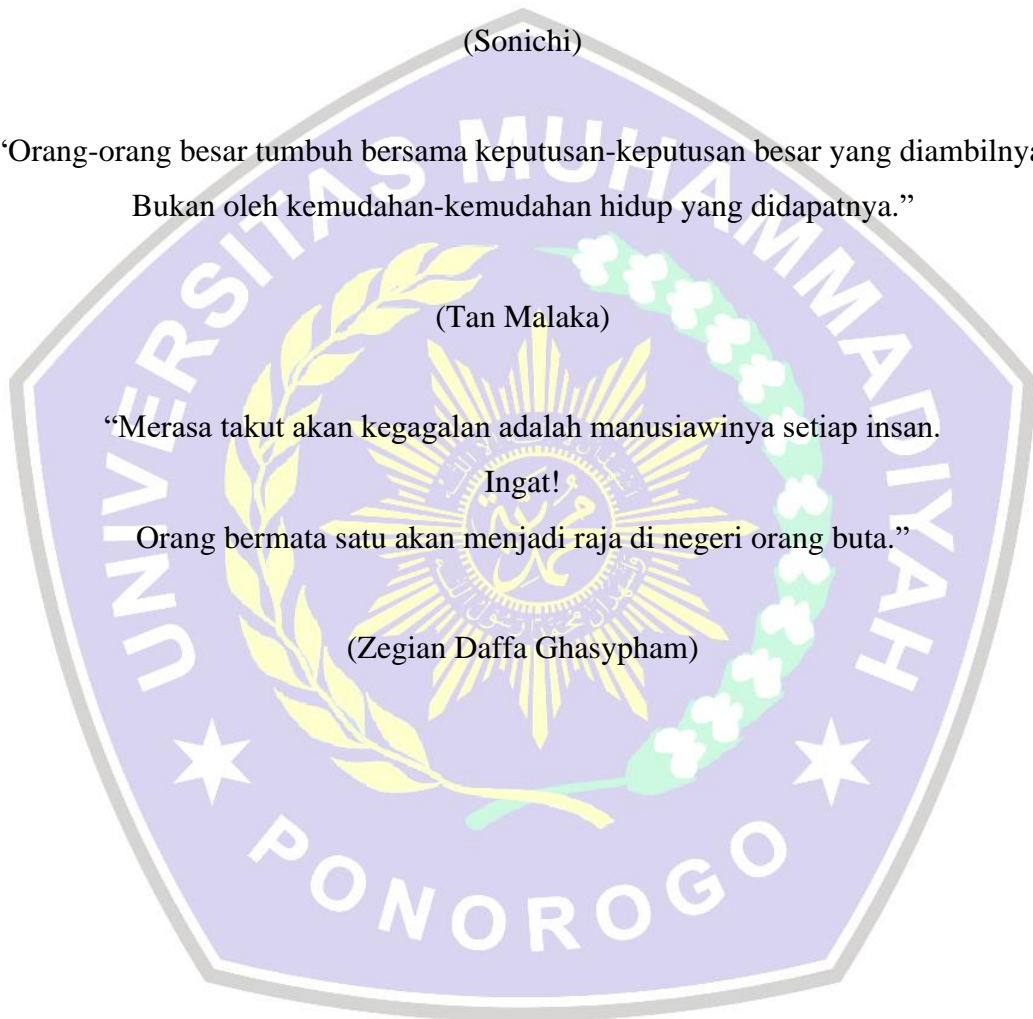 (Sonichi)
“Orang-orang besar tumbuh bersama keputusan-keputusan besar yang diambilnya
Bukan oleh kemudahan-kemudahan hidup yang didapatnya.”
(Tan Malaka)
“Merasa takut akan kegagalan adalah manusiawinya setiap insan.
Ingat!
Orang bermata satu akan menjadi raja di negeri orang buta.”
(Zegian Daffa Ghasypham)
UNIVERSITAS MUHAMMADIYAH
PONOROGO